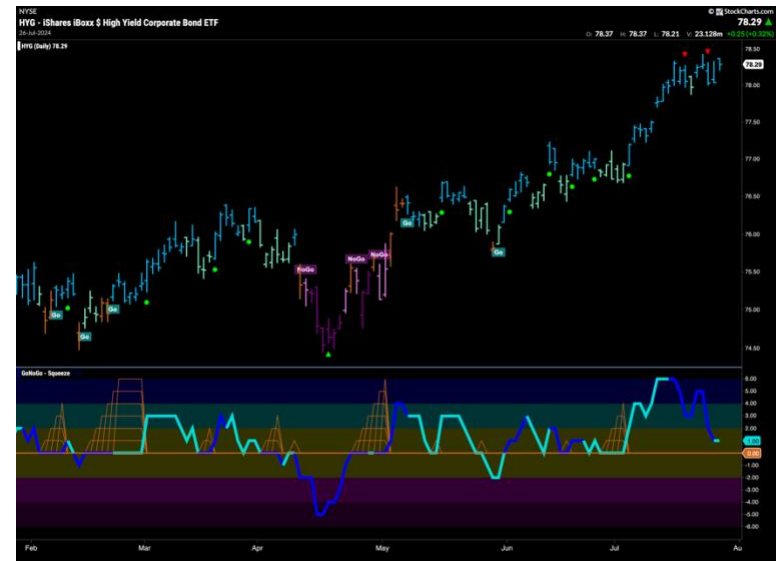 NYSE
© StockCharts.com
HYG - iShares iBoxx $ High Yield Corporate Bond ETF
78.29
26-Jul-2024
O: 78.37 H: 78.37 L: 78.21 V: 23.128m +0.25 (+0.32%)
HYG (Daily) 78.29
78.50
78.29
78.00
77.50
77.00
76.50
76.00
75.50
75.00
74.50
Go
Go
Go
NoGo
NoGo
NoGo
Go
Go
GoNoGo - Squeeze
6.00
5.00
4.00
3.00
2.00
1.00
0.00
-1.00
-2.00
-3.00
-4.00
-5.00
-6.00
Feb Mar Apr May Jun Jul Au